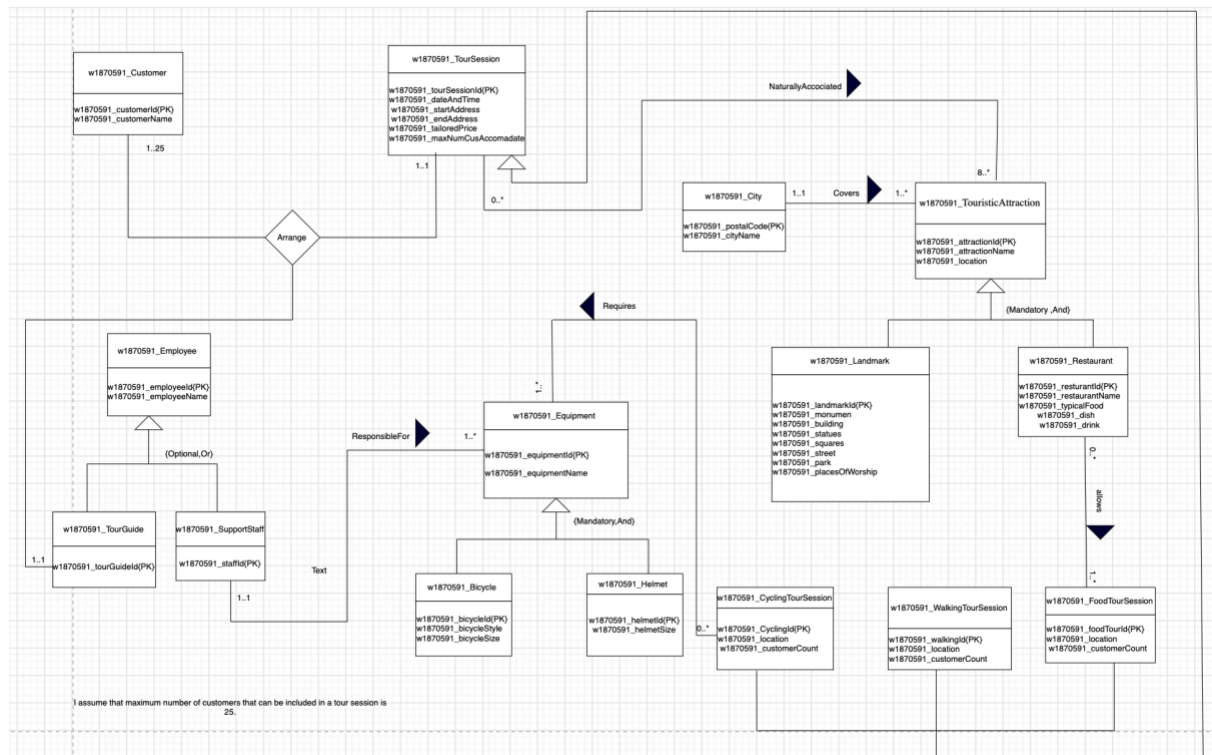 w1870591_Customer
w1870591_customerId{PK}
w1870591_customerName
1..25
w1870591_TourSession
w1870591_tourSessionId{PK}
w1870591_dateAndTime
w1870591_startAddress
w1870591_endAddress
w1870591_tailoredPrice
w1870591_maxNumCusAccomadate
1..1
0..*
NaturallyAccociated
8..*
w1870591_City
w1870591_postalCode{PK}
w1870591_cityName
1..1
Covers
1..*
w1870591_TouristicAttraction
w1870591_attractionId{PK}
w1870591_attractionName
w1870591_location
Arrange
{Mandatory ,And}
Requires
1..*
w1870591_Employee
w1870591_employeeId{PK}
w1870591_employeeName
{Optional,Or}
w1870591_Landmark
w1870591_landmarkId{PK}
w1870591_monumen
w1870591_building
w1870591_statues
w1870591_squares
w1870591_street
w1870591_park
w1870591_placesOfWorship
w1870591_Restaurant
w1870591_resturantId{PK}
w1870591_restaurantName
w1870591_typicalFood
w1870591_dish
w1870591_drink
0..*
allows
1..*
ResponsibleFor
1..*
w1870591_Equipment
w1870591_equipmentId{PK}
w1870591_equipmentName
{Mandatory,And}
1..1
w1870591_TourGuide
w1870591_tourGuideId{PK}
w1870591_SupportStaff
w1870591_staffId{PK}
1..1
Text
w1870591_Bicycle
w1870591_bicycleId{PK}
w1870591_bicycleStyle
w1870591_bicycleSize
w1870591_Helmet
w1870591_helmetId{PK}
w1870591_helmetSize
0..*
w1870591_CyclingTourSession
w1870591_CyclingId{PK}
w1870591_location
w1870591_customerCount
w1870591_WalkingTourSession
w1870591_walkingId{PK}
w1870591_location
w1870591_customerCount
w1870591_FoodTourSession
w1870591_foodTourId{PK}
w1870591_location
w1870591_customerCount
I assume that maximum number of customers that can be included in a tour session is
25.